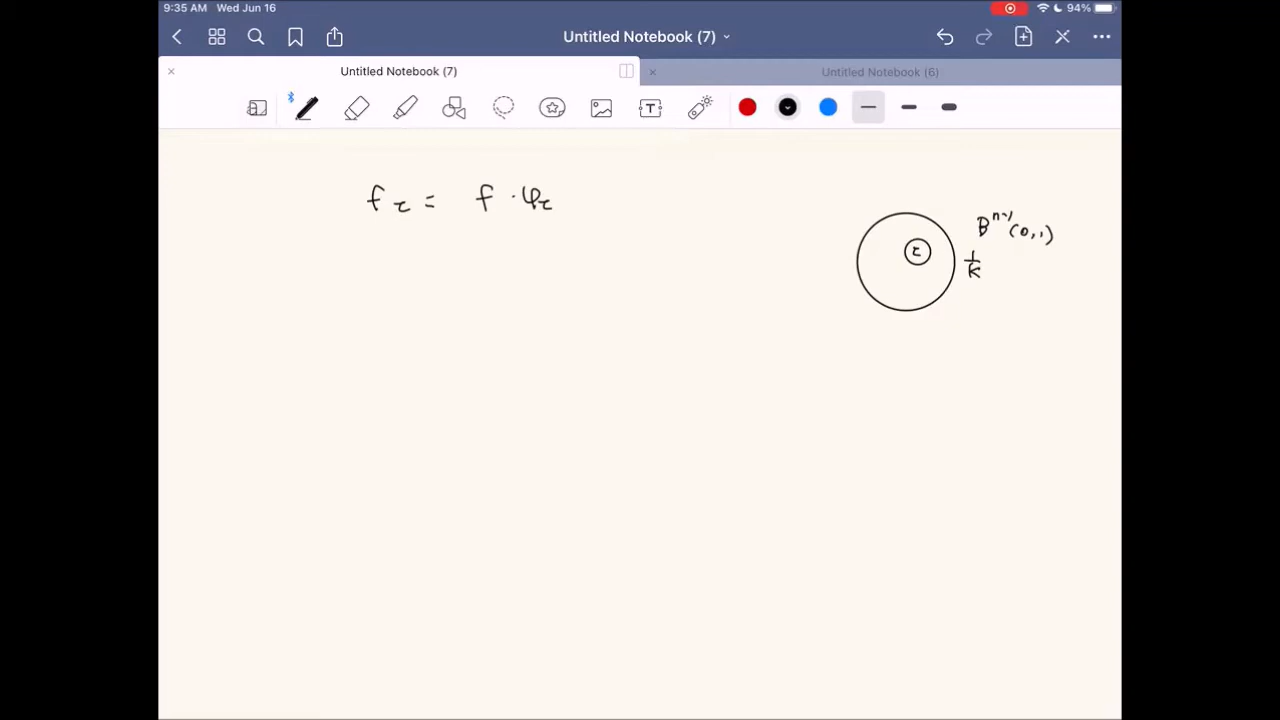 9:35 AM Wed Jun 16
94%
Untitled Notebook (7)
Untitled Notebook (7)
Untitled Notebook (6)
T
f_τ = f · φ_τ
B^{n-1}(0,1)
τ
1/K